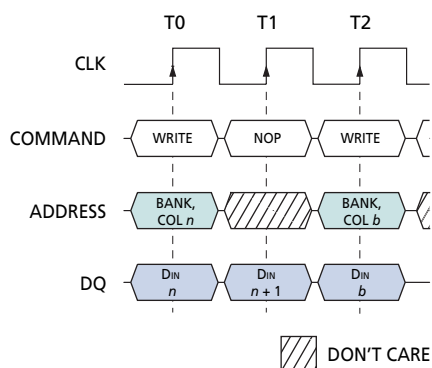 T0 T1 T2
CLK
COMMAND WRITE NOP WRITE
ADDRESS BANK, COL n BANK, COL b
DQ DIN n DIN n + 1 DIN b
DON'T CARE